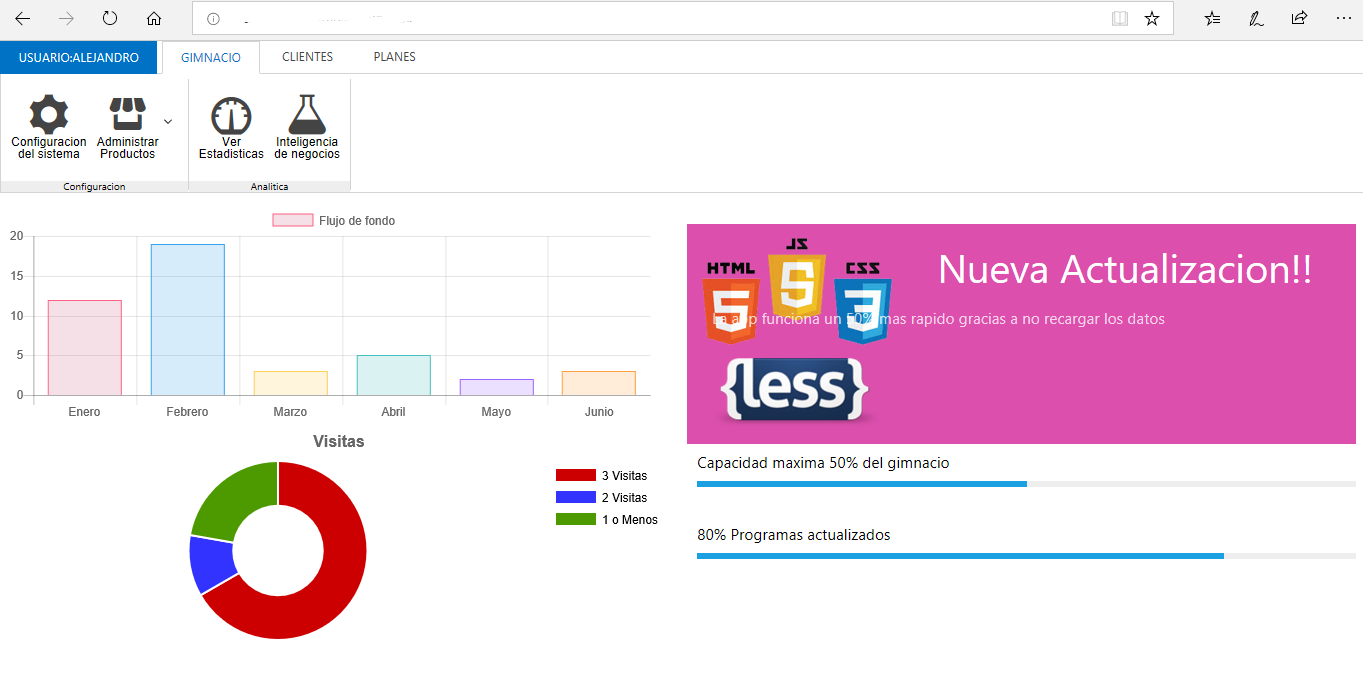 USUARIO:ALEJANDRO GIMNACIO CLIENTES PLANES
Configuracion
del sistema
Administrar
Productos
Ver
Estadisticas
Inteligencia
de negocios
Configuracion
Analitica
Flujo de fondo
20
15
10
5
0
Enero Febrero Marzo Abril Mayo Junio
Visitas
3 Visitas
2 Visitas
1 o Menos
HTML
5
JS
5
CSS
3
{less}
Nueva Actualizacion!!
La app funciona un 50% mas rapido gracias a no recargar los datos
Capacidad maxima 50% del gimnacio
80% Programas actualizados